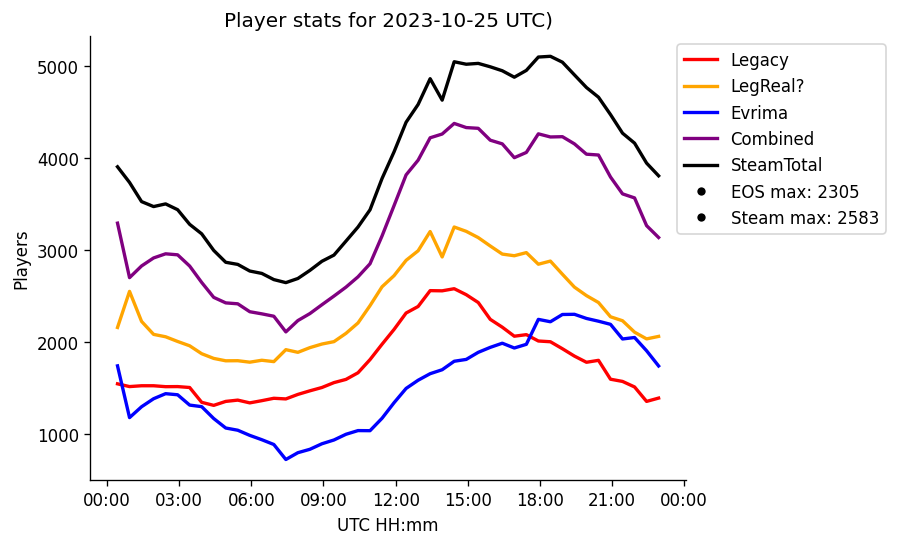 Player stats for 2023-10-25 UTC)
Legacy
LegReal?
Evrima
Combined
SteamTotal
EOS max: 2305
Steam max: 2583
Players
5000
4000
3000
2000
1000
00:00 03:00 06:00 09:00 12:00 15:00 18:00 21:00 00:00
UTC HH:mm